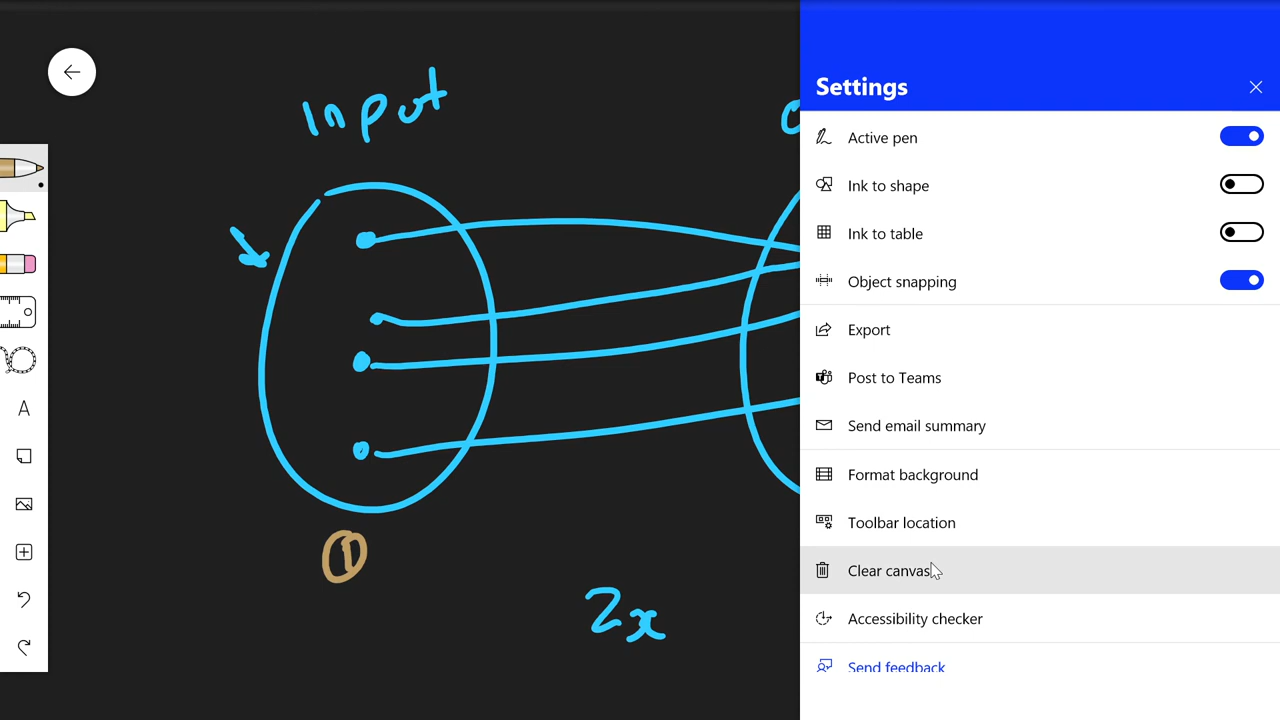 Input
Settings
Active pen
Ink to shape
Ink to table
Object snapping
Export
Post to Teams
Send email summary
Format background
Toolbar location
Clear canvas
Accessibility checker
Send feedback
1
2x
A